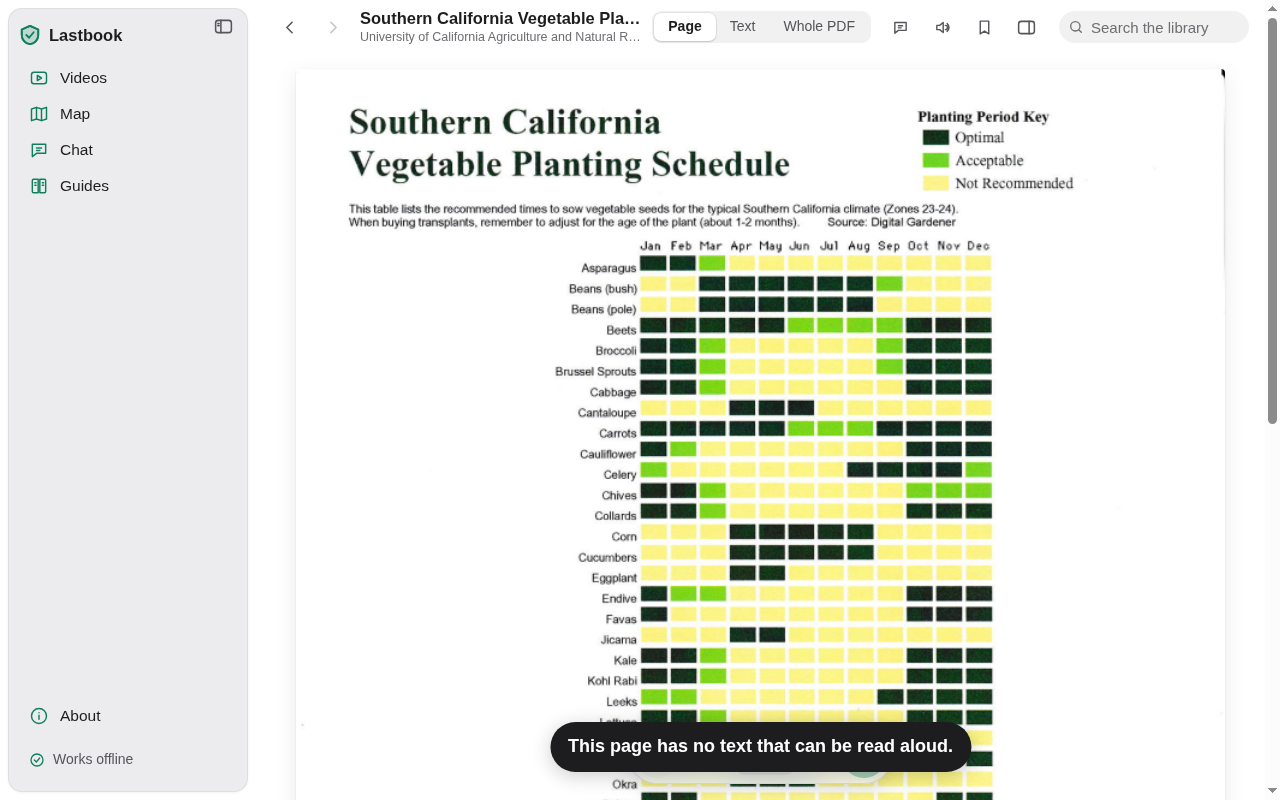 Lastbook
Videos
Map
Chat
Guides
About
Works offline
Southern California Vegetable Pla…
University of California Agriculture and Natural R…
Page
Text
Whole PDF
Search the library
Southern California
Vegetable Planting Schedule
Planting Period Key
Optimal
Acceptable
Not Recommended
This table lists the recommended times to sow vegetable seeds for the typical Southern California climate (Zones 23-24).
When buying transplants, remember to adjust for the age of the plant (about 1-2 months). Source: Digital Gardener
Jan Feb Mar Apr May Jun Jul Aug Sep Oct Nov Dec
Asparagus
Beans (bush)
Beans (pole)
Beets
Broccoli
Brussel Sprouts
Cabbage
Cantaloupe
Carrots
Cauliflower
Celery
Chives
Collards
Corn
Cucumbers
Eggplant
Endive
Favas
Jicama
Kale
Kohl Rabi
Leeks
This page has no text that can be read aloud.
Okra